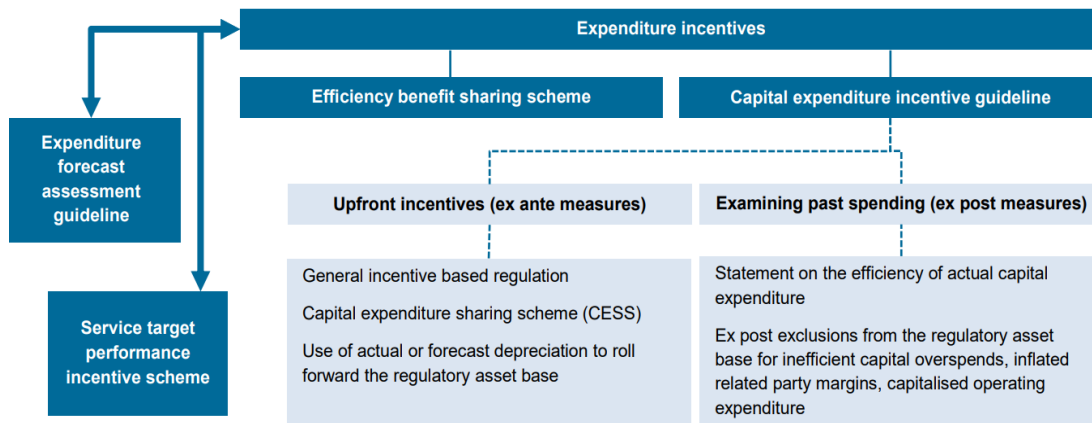 Expenditure incentives
Efficiency benefit sharing scheme
Capital expenditure incentive guideline
Expenditure
forecast
assessment
guideline
Upfront incentives (ex ante measures)
Examining past spending (ex post measures)
General incentive based regulation
Capital expenditure sharing scheme (CESS)
Use of actual or forecast depreciation to roll
forward the regulatory asset base
Statement on the efficiency of actual capital
expenditure
Ex post exclusions from the regulatory asset
base for inefficient capital overspends, inflated
related party margins, capitalised operating
expenditure
Service target
performance
incentive scheme